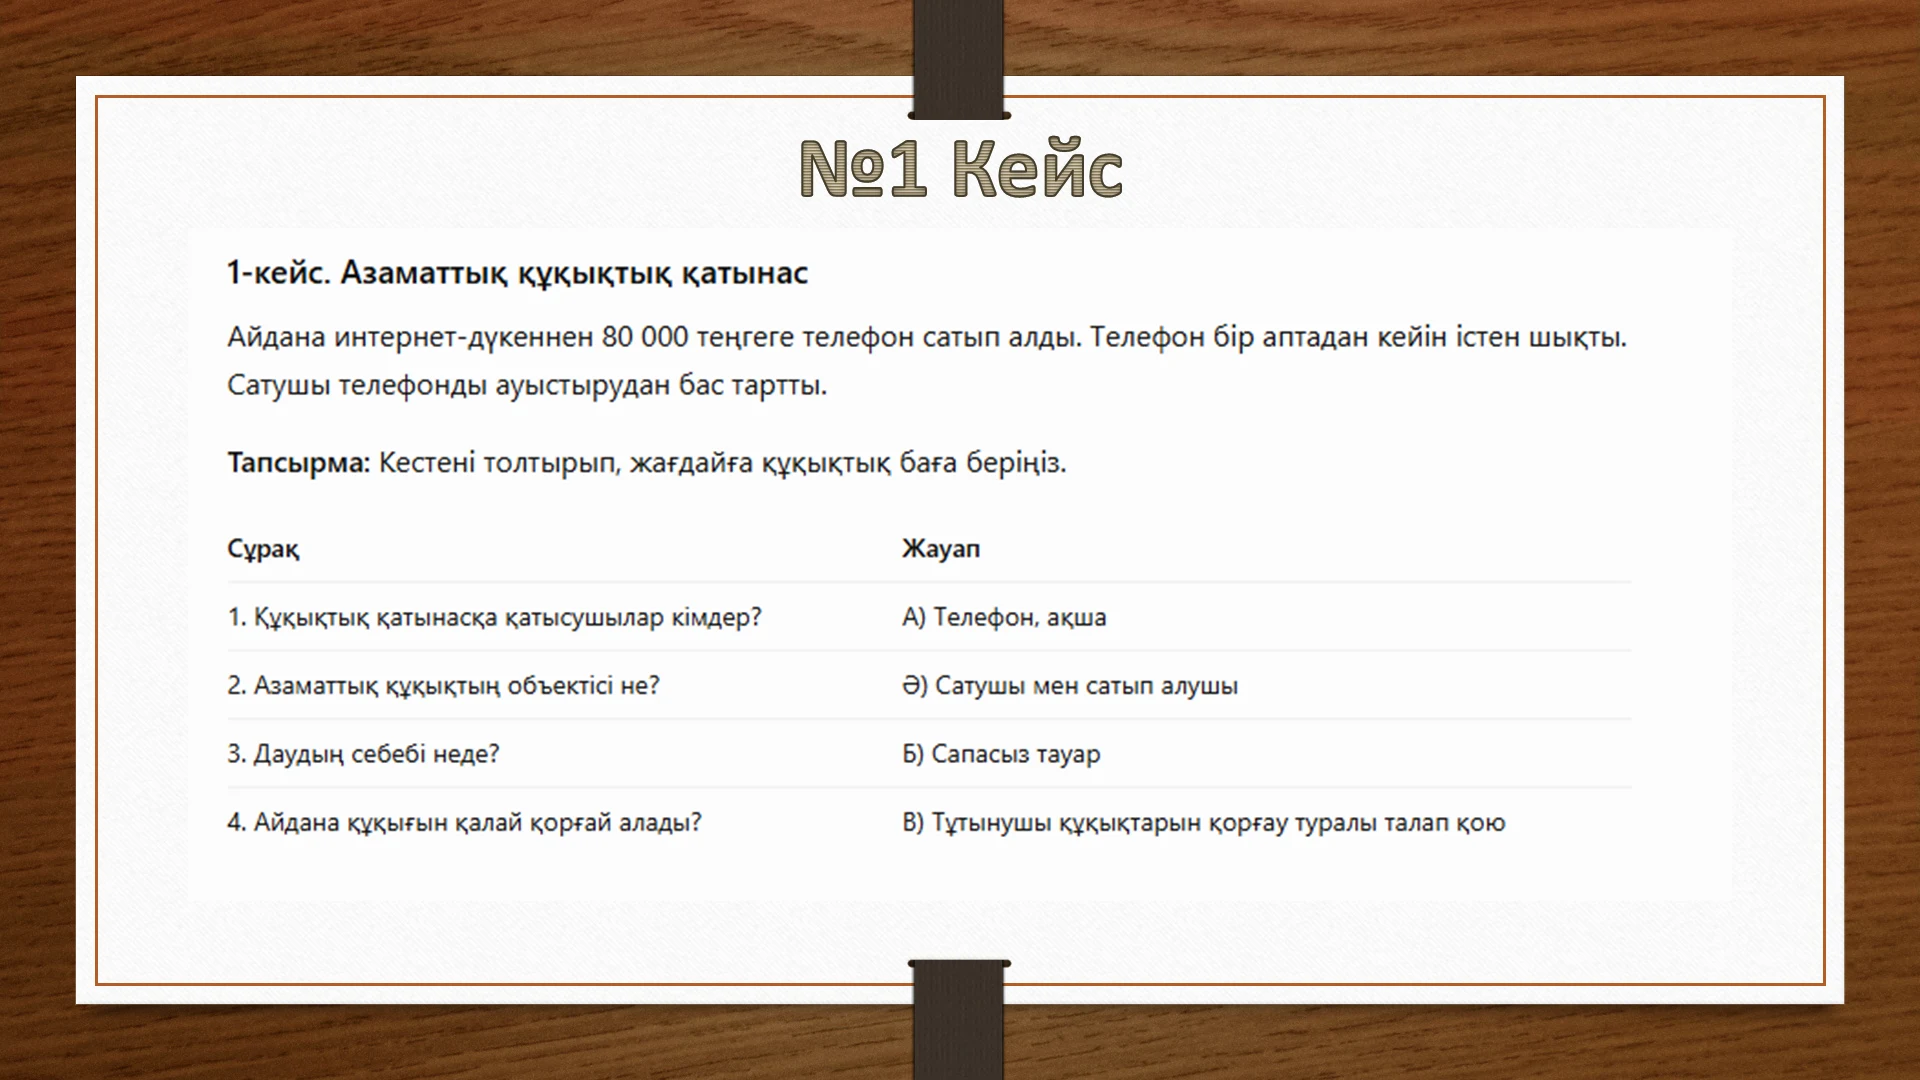 №1 Кейс
1-кейс. Азаматтық құқықтық қатынас
Айдана интернет-дүкеннен 80 000 теңгеге телефон сатып алды. Телефон бір аптадан кейін істен шықты.
Сатушы телефонды ауыстырудан бас тартты.
Тапсырма: Кестені толтырып, жағдайға құқықтық баға беріңіз.
Сұрақ Жауап
1. Құқықтық қатынасқа қатысушылар кімдер? А) Телефон, ақша
2. Азаматтық құқықтың объектісі не? Ә) Сатушы мен сатып алушы
3. Даудың себебі неде? Б) Сапасыз тауар
4. Айдана құқығын қалай қорғай алады? В) Тұтынушы құқықтарын қорғау туралы талап қою